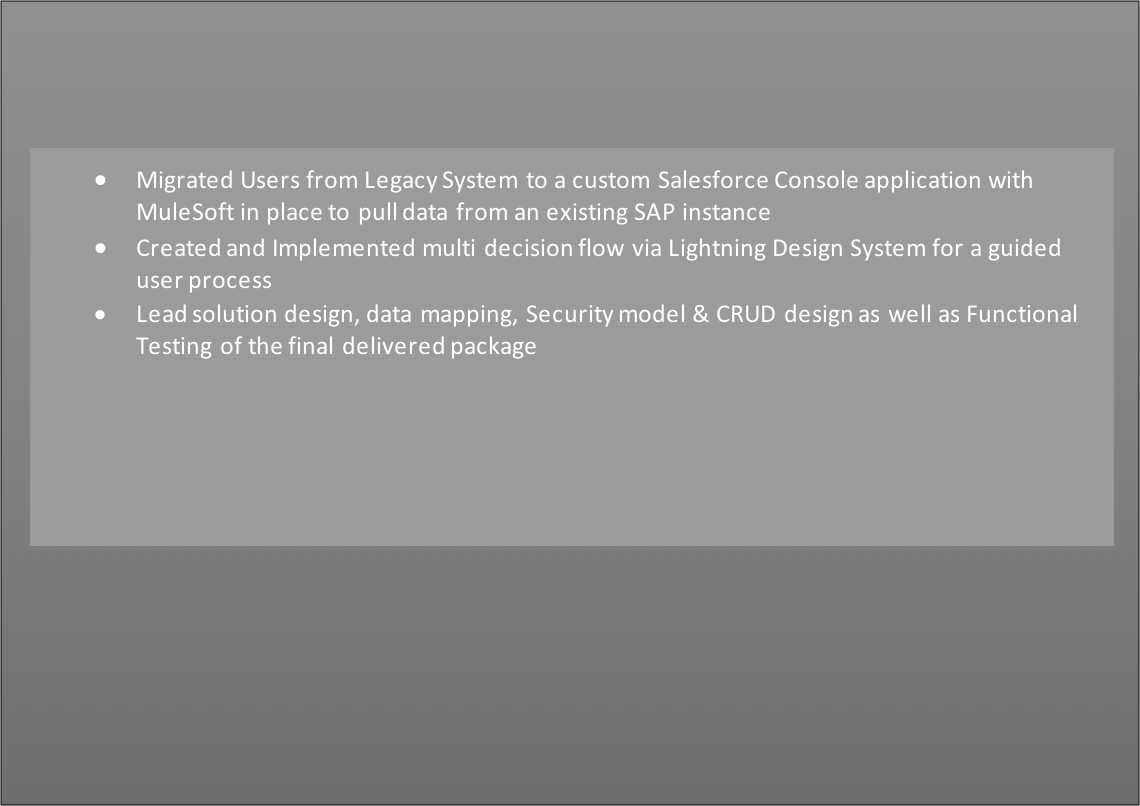 • Migrated Users from Legacy System to a custom Salesforce Console application with
MuleSoft in place to pull data from an existing SAP instance
• Created and Implemented multi decision flow via Lightning Design System for a guided
user process
• Lead solution design, data mapping, Security model & CRUD design as well as Functional
Testing of the final delivered package